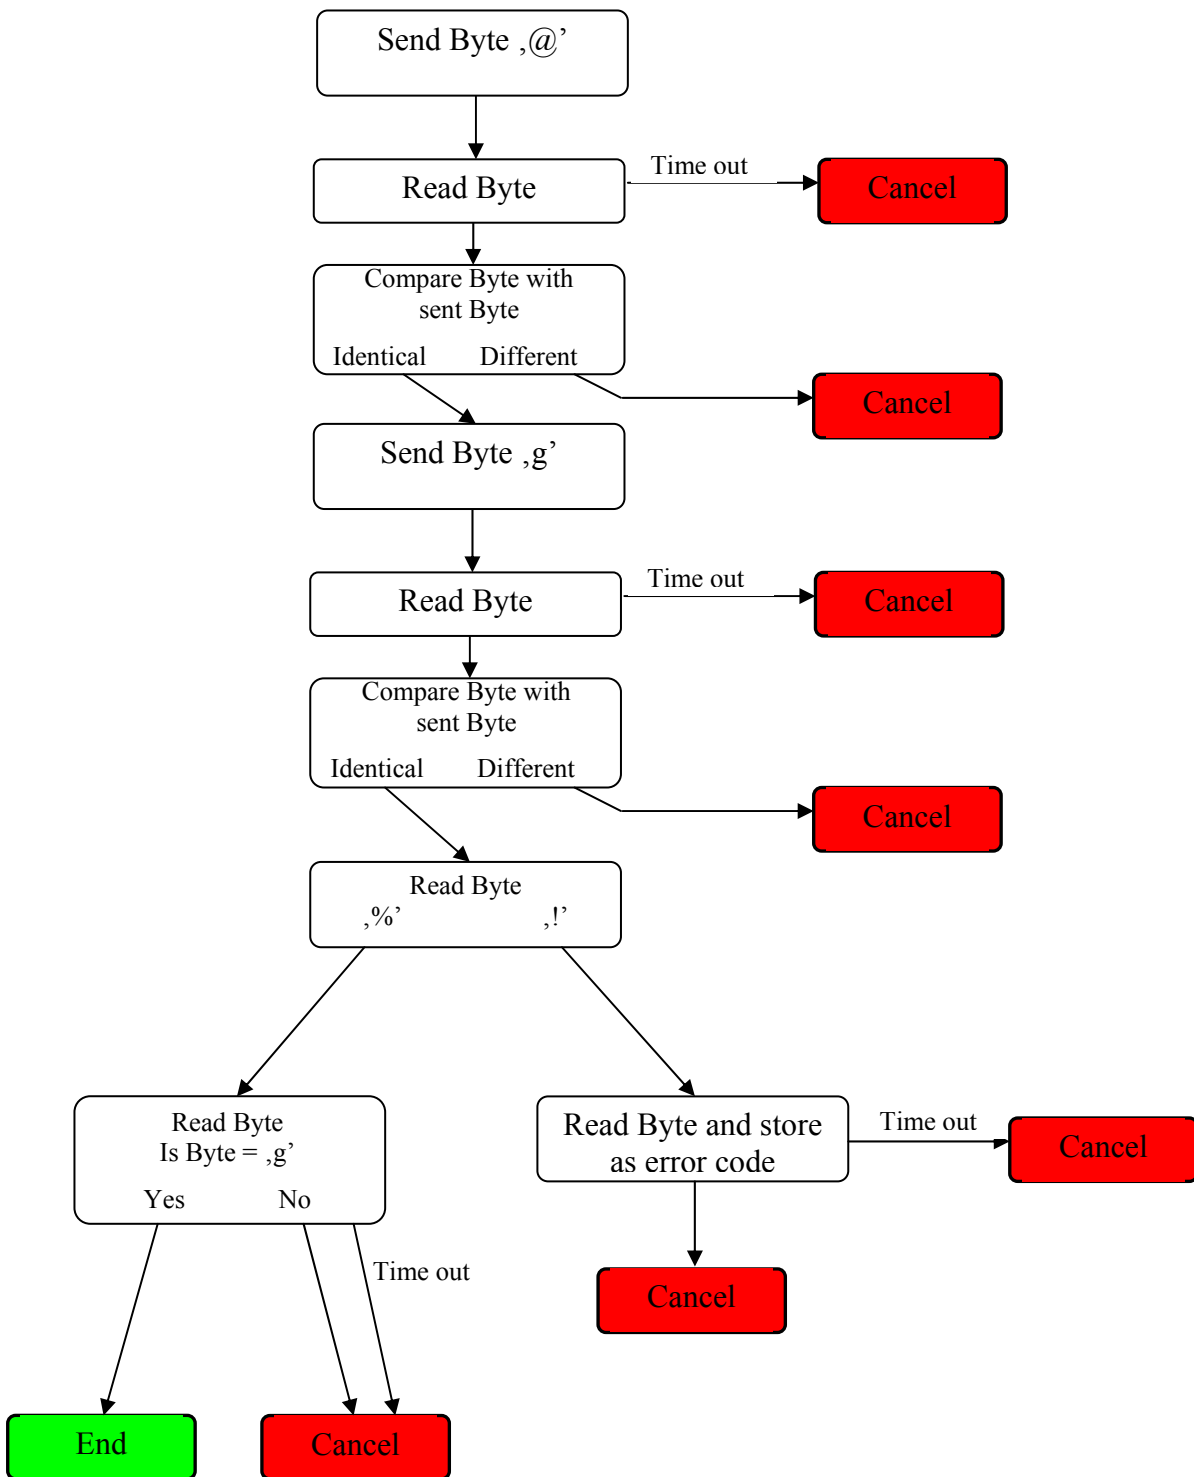 Send Byte ‚@’
Read Byte
Time out
Cancel
Compare Byte with
sent Byte
Identical Different
Cancel
Send Byte ‚g’
Read Byte
Time out
Cancel
Compare Byte with
sent Byte
Identical Different
Cancel
Read Byte
‚%’ ‚!’
Read Byte
Is Byte = ‚g’
Yes No
Time out
Read Byte and store
as error code
Time out
Cancel
Cancel
End
Cancel